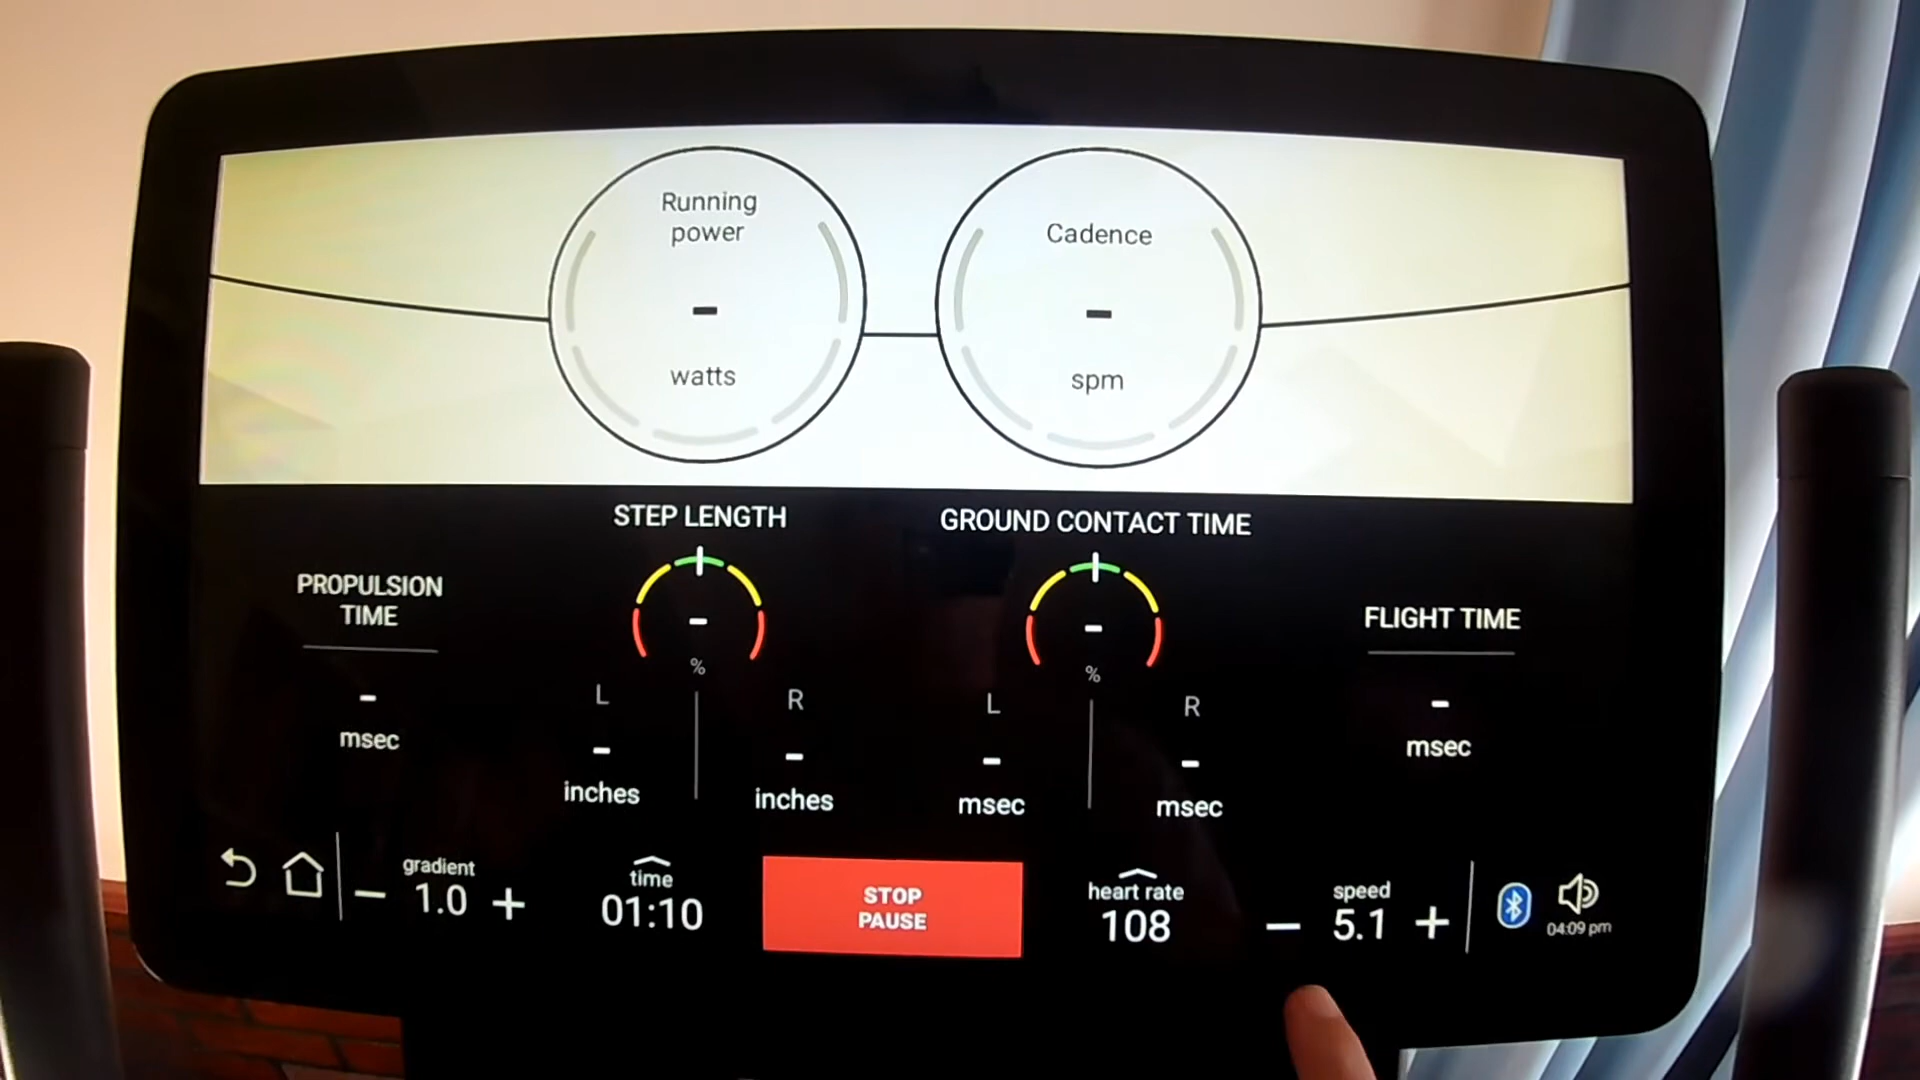 Running
power
-
watts
Cadence
-
spm
STEP LENGTH
-
%
L
-
inches
R
-
inches
GROUND CONTACT TIME
-
%
L
-
msec
R
-
msec
PROPULSION
TIME
-
msec
FLIGHT TIME
-
msec
gradient
− 1.0 +
time
01:10
STOP
PAUSE
heart rate
108
speed
− 5.1 +
04:09 pm